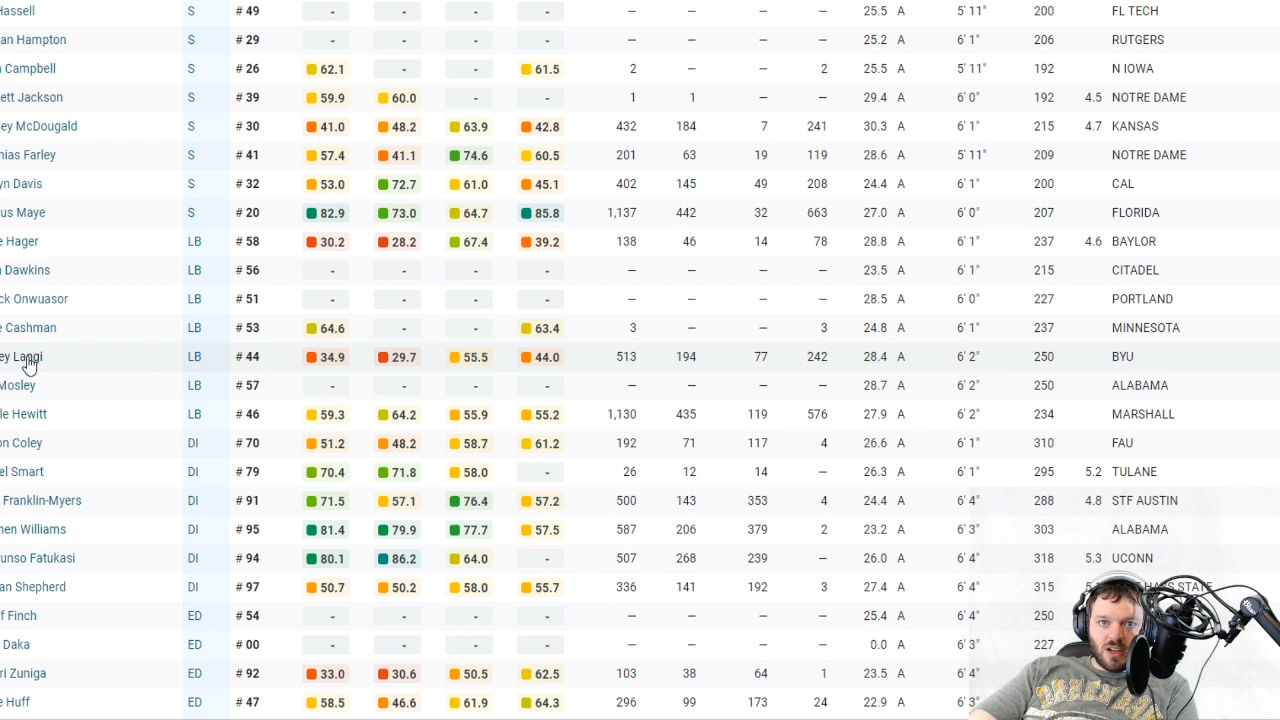 Hassell S # 49 - - - - — — — — 25.5 A 5' 11" 200 FL TECH
an Hampton S # 29 - - - - — — — — 25.2 A 6' 1" 206 RUTGERS
Campbell S # 26 62.1 - - 61.5 2 — — 2 25.5 A 5' 11" 192 N IOWA
ett Jackson S # 39 59.9 60.0 - - 1 1 — — 29.4 A 6' 0" 192 4.5 NOTRE DAME
ey McDougald S # 30 41.0 48.2 63.9 42.8 432 184 7 241 30.3 A 6' 1" 215 4.7 KANSAS
hias Farley S # 41 57.4 41.1 74.6 60.5 201 63 19 119 28.6 A 5' 11" 209 NOTRE DAME
yn Davis S # 32 53.0 72.7 61.0 45.1 402 145 49 208 24.4 A 6' 1" 200 CAL
us Maye S # 20 82.9 73.0 64.7 85.8 1,137 442 32 663 27.0 A 6' 0" 207 FLORIDA
e Hager LB # 58 30.2 28.2 67.4 39.2 138 46 14 78 28.8 A 6' 1" 237 4.6 BAYLOR
Dawkins LB # 56 - - - - — — — — 23.5 A 6' 1" 215 CITADEL
ck Onwuasor LB # 51 - - - - — — — — 28.5 A 6' 0" 227 PORTLAND
e Cashman LB # 53 64.6 - - 63.4 3 — — 3 24.8 A 6' 1" 237 MINNESOTA
ey Langi LB # 44 34.9 29.7 55.5 44.0 513 194 77 242 28.4 A 6' 2" 250 BYU
Mosley LB # 57 - - - - — — — — 28.7 A 6' 2" 250 ALABAMA
le Hewitt LB # 46 59.3 64.2 55.9 55.2 1,130 435 119 576 27.9 A 6' 2" 234 MARSHALL
on Coley DI # 70 51.2 48.2 58.7 61.2 192 71 117 4 26.6 A 6' 1" 310 FAU
el Smart DI # 79 70.4 71.8 58.0 - 26 12 14 — 26.3 A 6' 1" 295 5.2 TULANE
Franklin-Myers DI # 91 71.5 57.1 76.4 57.2 500 143 353 4 24.4 A 6' 4" 288 4.8 STF AUSTIN
nen Williams DI # 95 81.4 79.9 77.7 57.5 587 206 379 2 23.2 A 6' 3" 303 ALABAMA
runso Fatukasi DI # 94 80.1 86.2 64.0 - 507 268 239 — 26.0 A 6' 4" 318 5.3 UCONN
an Shepherd DI # 97 50.7 50.2 58.0 55.7 336 141 192 3 27.4 A 6' 4" 315
f Finch ED # 54 - - - - — — — — 25.4 A 6' 4" 250
Daka ED # 00 - - - - — — — — 0.0 A 6' 3" 227
ri Zuniga ED # 92 33.0 30.6 50.5 62.5 103 38 64 1 23.5 A 6' 4"
e Huff ED # 47 58.5 46.6 61.9 64.3 296 99 173 24 22.9 A 6' 3"